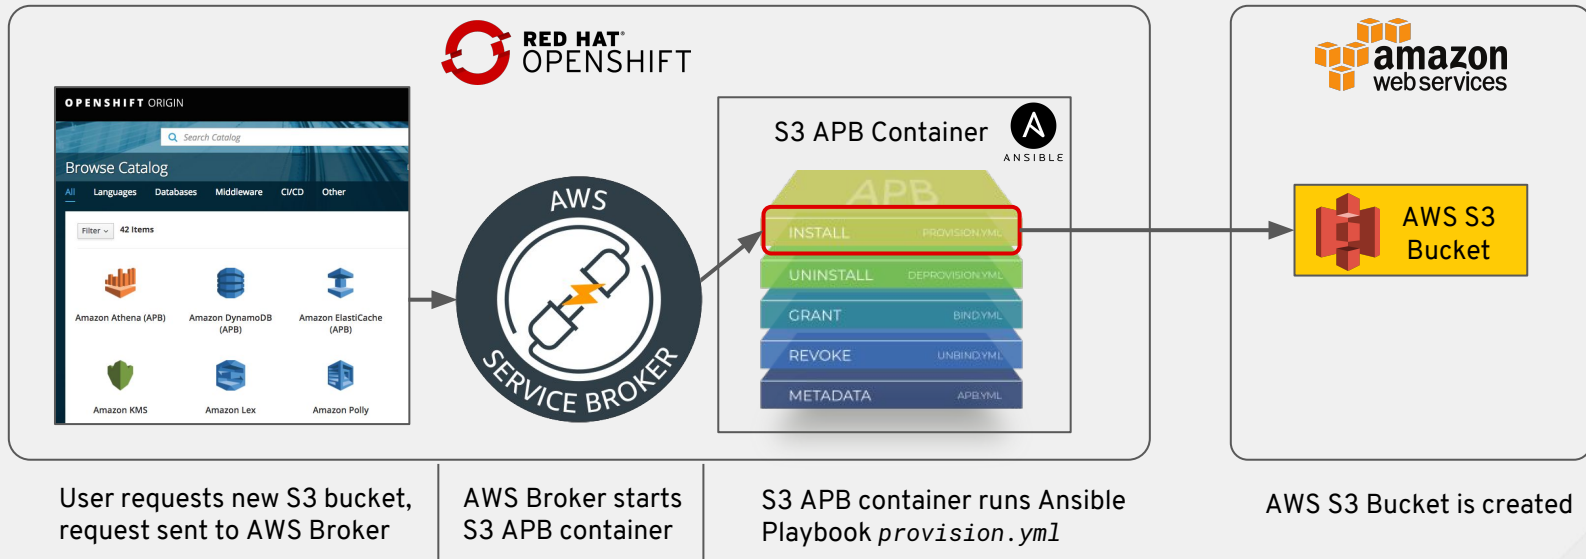 RED HAT®
OPENSHIFT
amazon
web services
OPENSHIFT ORIGIN
Search Catalog
Browse Catalog
All Languages Databases Middleware CI/CD Other
Filter 42 Items
Amazon Athena (APB) Amazon DynamoDB Amazon ElastiCache
(APB) (APB)
Amazon KMS Amazon Lex Amazon Polly
AWS
SERVICE BROKER
S3 APB Container
A
ANSIBLE
APB
INSTALL PROVISION.YML
UNINSTALL DEPROVISION.YML
GRANT BIND.YML
REVOKE UNBIND.YML
METADATA APB.YML
AWS S3
Bucket
User requests new S3 bucket,
request sent to AWS Broker
AWS Broker starts
S3 APB container
S3 APB container runs Ansible
Playbook provision.yml
AWS S3 Bucket is created